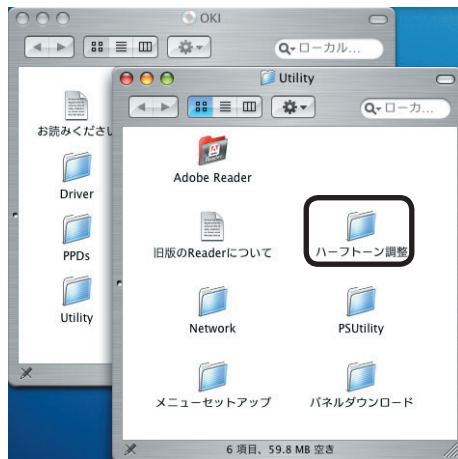 OKI
ローカル...
お読みくださ
Driver
PPDs
Utility
Utility
ローカ...
Adobe Reader
旧版のReaderについて
ハーフトーン調整
Network
PSUtility
メニューセットアップ
パネルダウンロード
6 項目、59.8 MB 空き